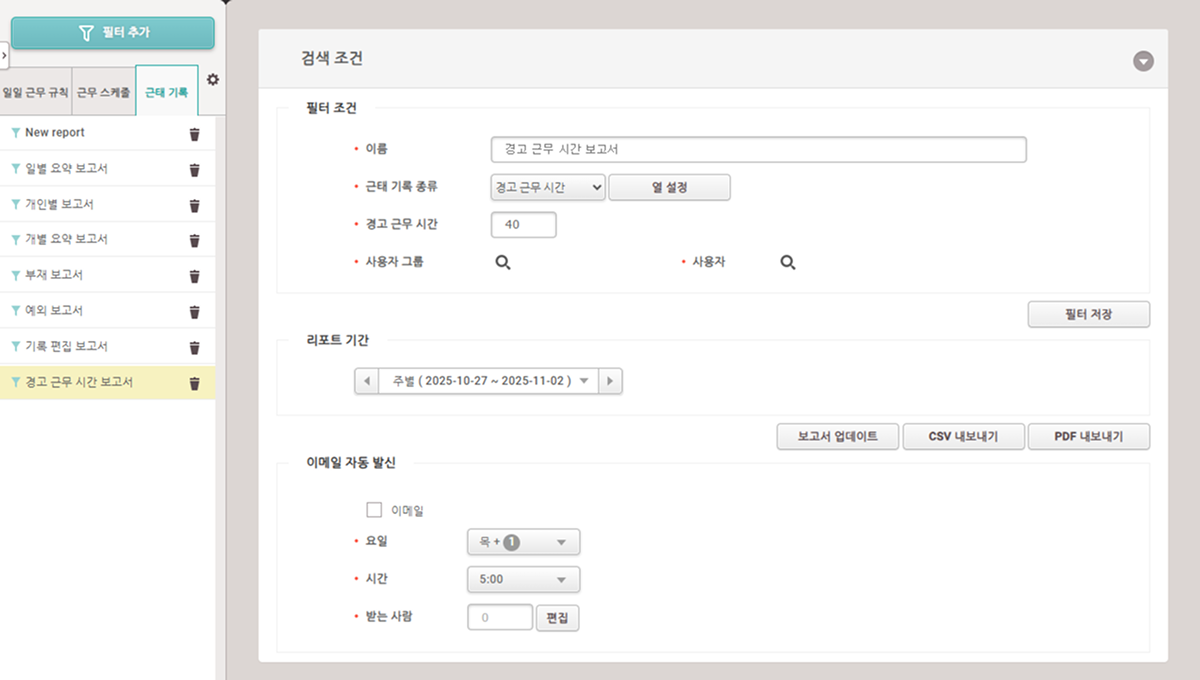 필터 추가
일일 근무 규칙 근무 스케줄 근태 기록
New report
일별 요약 보고서
개인별 보고서
개별 요약 보고서
부재 보고서
예외 보고서
기록 편집 보고서
경고 근무 시간 보고서
검색 조건
필터 조건
이름 경고 근무 시간 보고서
근태 기록 종류 경고 근무 시간 열 설정
경고 근무 시간 40
사용자 그룹 사용자
필터 저장
리포트 기간
주별 ( 2025-10-27 ~ 2025-11-02 )
보고서 업데이트 CSV 내보내기 PDF 내보내기
이메일 자동 발신
이메일
요일 목 + 1
시간 5:00
받는 사람 0 편집